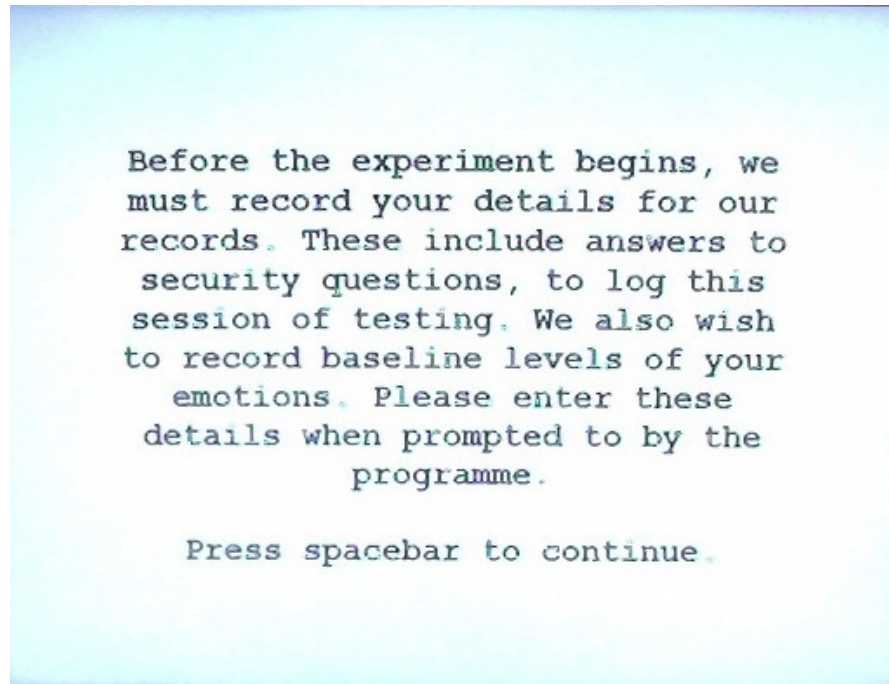 Before the experiment begins, we
must record your details for our
records. These include answers to
security questions, to log this
session of testing. We also wish
to record baseline levels of your
emotions. Please enter these
details when prompted to by the
programme.
Press spacebar to continue.